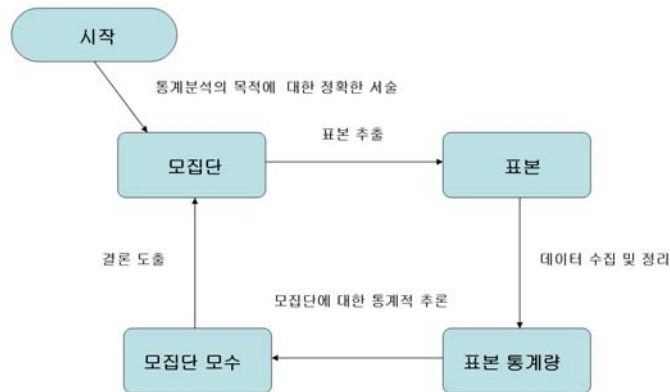 시작
통계분석의 목적에 대한 정확한 서술
표본 추출
모집단
표본
결론 도출
데이터 수집 및 정리
모집단에 대한 통계적 추론
모집단 모수
표본 통계량